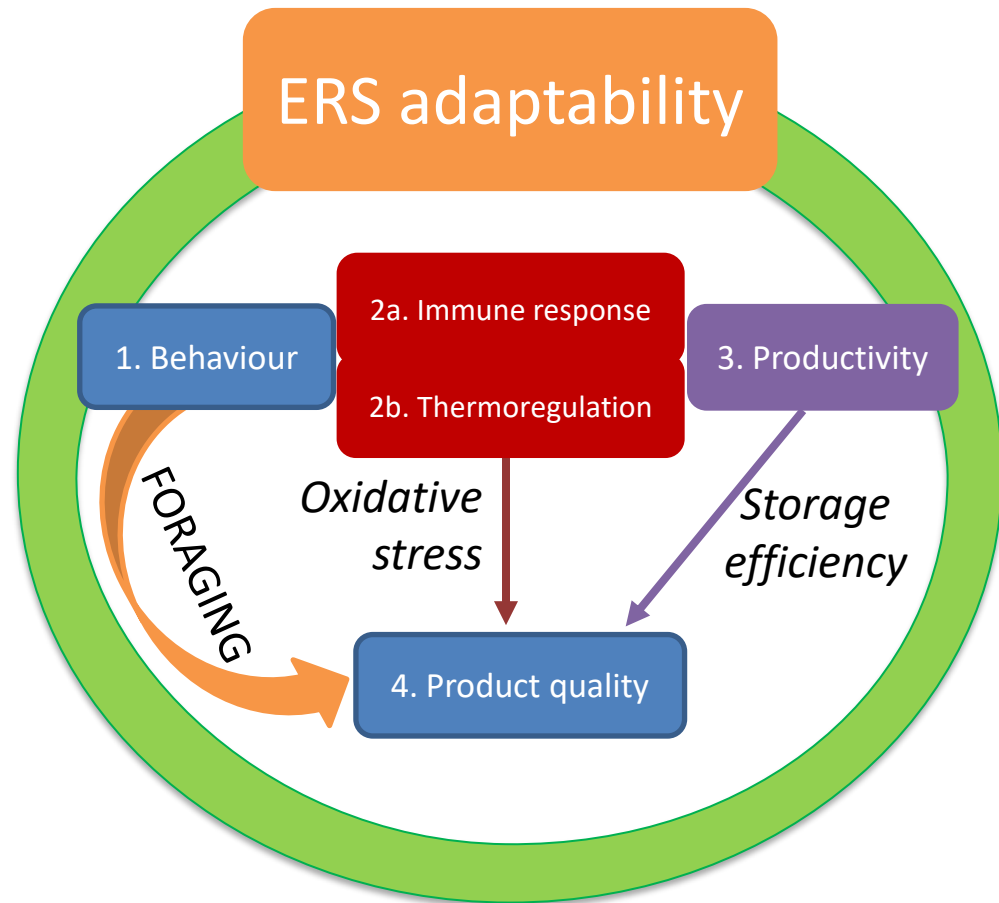 ERS adaptability
2a. Immune response
1. Behaviour
3. Productivity
2b. Thermoregulation
FORAGING
Oxidative
stress
Storage
efficiency
4. Product quality